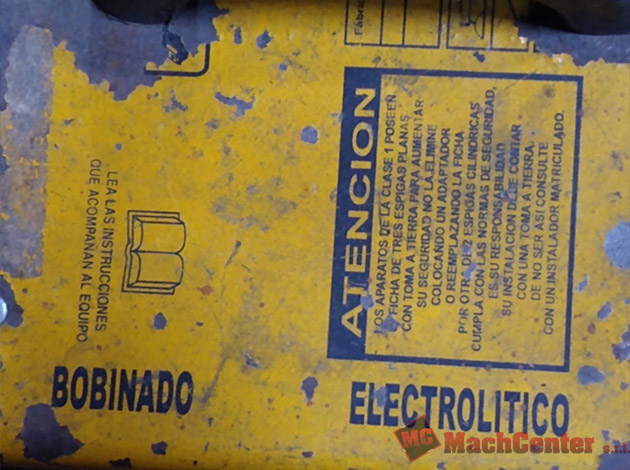 Fábric
ATENCION
LOS APARATOS DE LA CLASE 1 POSEEN
FICHA DE TRES ESPIGAS PLANAS
CON TOMA A TIERRA PARA AUMENTAR
SU SEGURIDAD NO LA ELIMINE
COLOCANDO UN ADAPTADOR
O REEMPLAZANDO LA FICHA
POR OTRA DE 2 ESPIGAS CILINDRICAS
CUMPLA CON LAS NORMAS DE SEGURIDAD,
ES SU RESPONSABILIDAD
SU INSTALACION DEBE CONTAR
CON UNA TOMA A TIERRA.
DE NO SER ASI CONSULTE
CON UN INSTALADOR MATRICULADO.
LEA LAS INSTRUCCIONES
QUE ACOMPAÑAN AL EQUIPO
BOBINADO
ELECTROLITICO
MC MachCenter s.r.l.